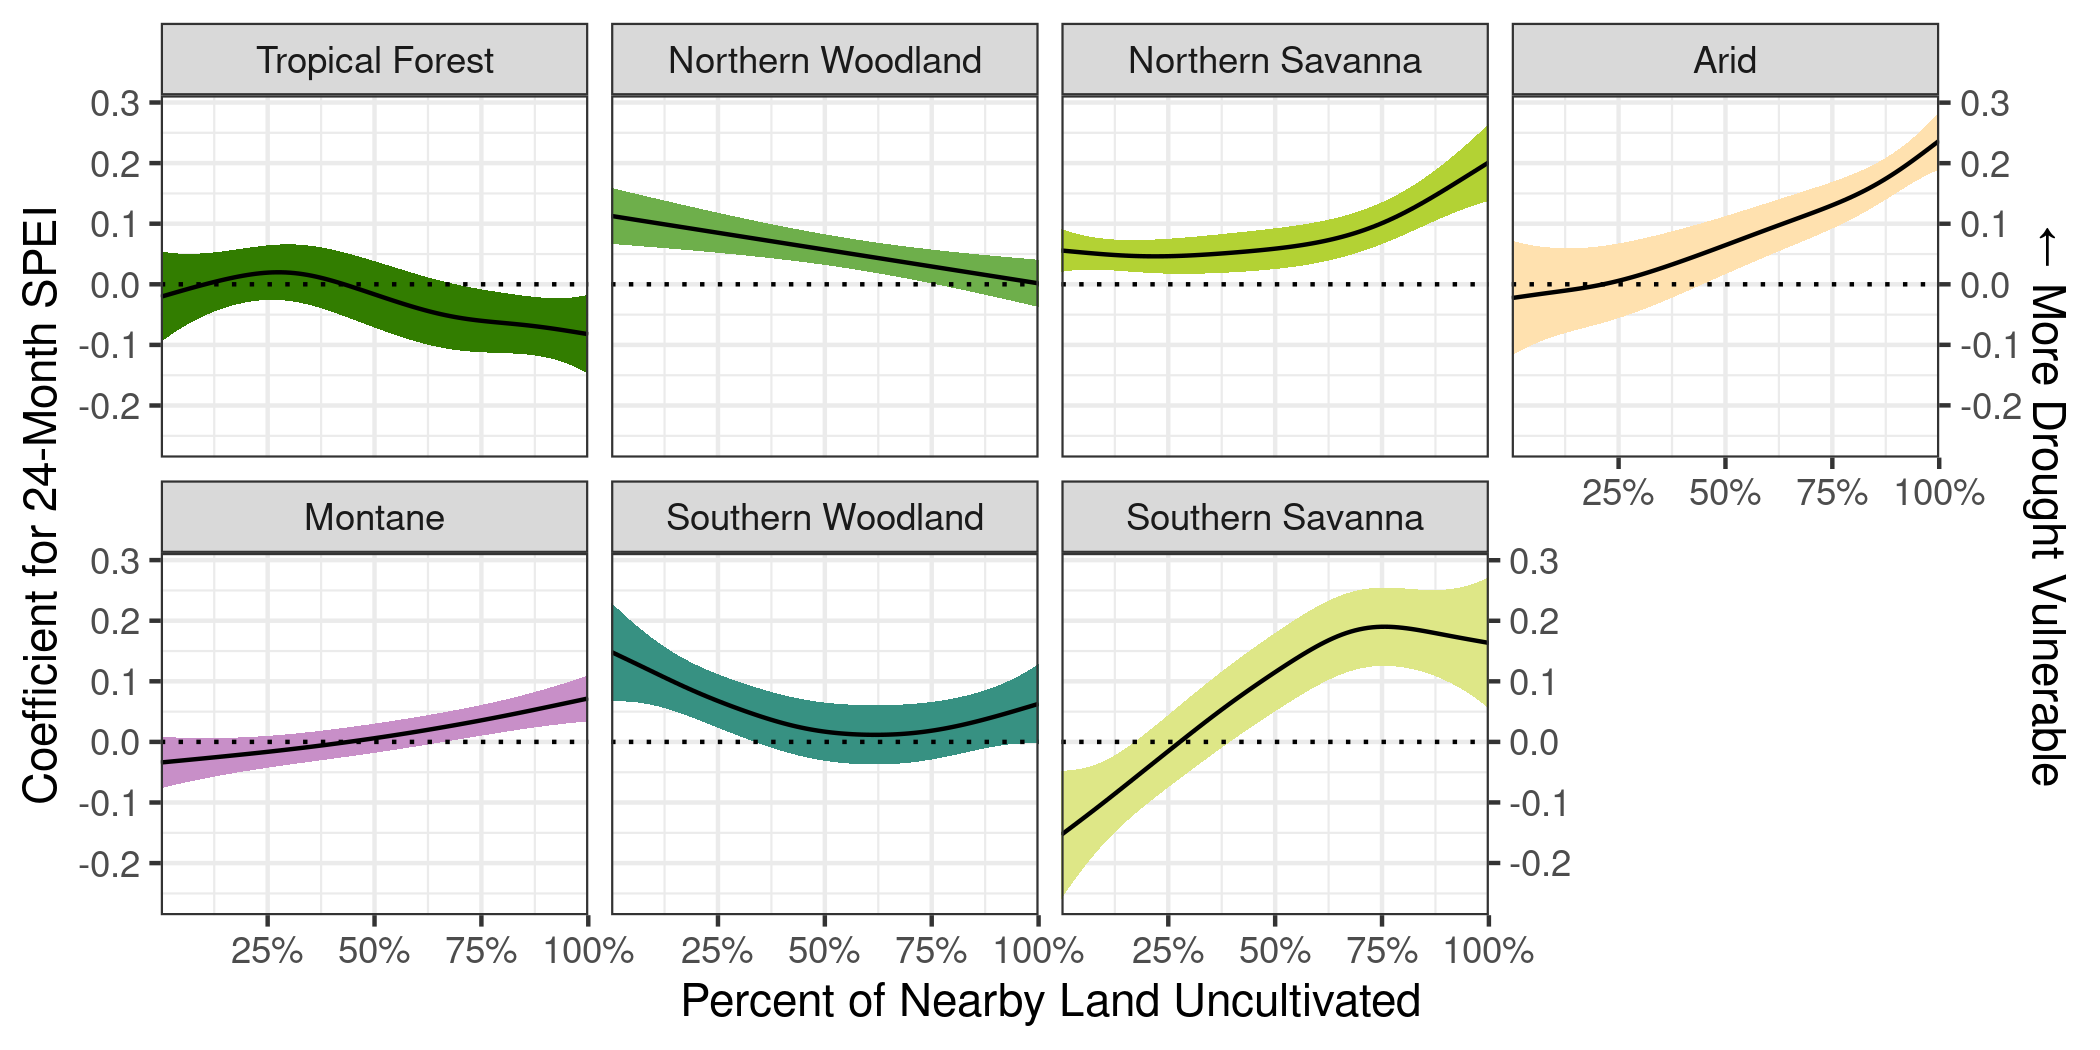 Tropical Forest
Northern Woodland
Northern Savanna
Arid
0.3
0.2
0.1
0.0
-0.1
-0.2
0.3
0.2
0.1
0.0
-0.1
-0.2
25% 50% 75% 100%
Montane
Southern Woodland
Southern Savanna
0.3
0.2
0.1
0.0
-0.1
-0.2
0.3
0.2
0.1
0.0
-0.1
-0.2
25% 50% 75% 100%
25% 50% 75% 100%
25% 50% 75% 100%
Percent of Nearby Land Uncultivated
Coefficient for 24-Month SPEI
← More Drought Vulnerable